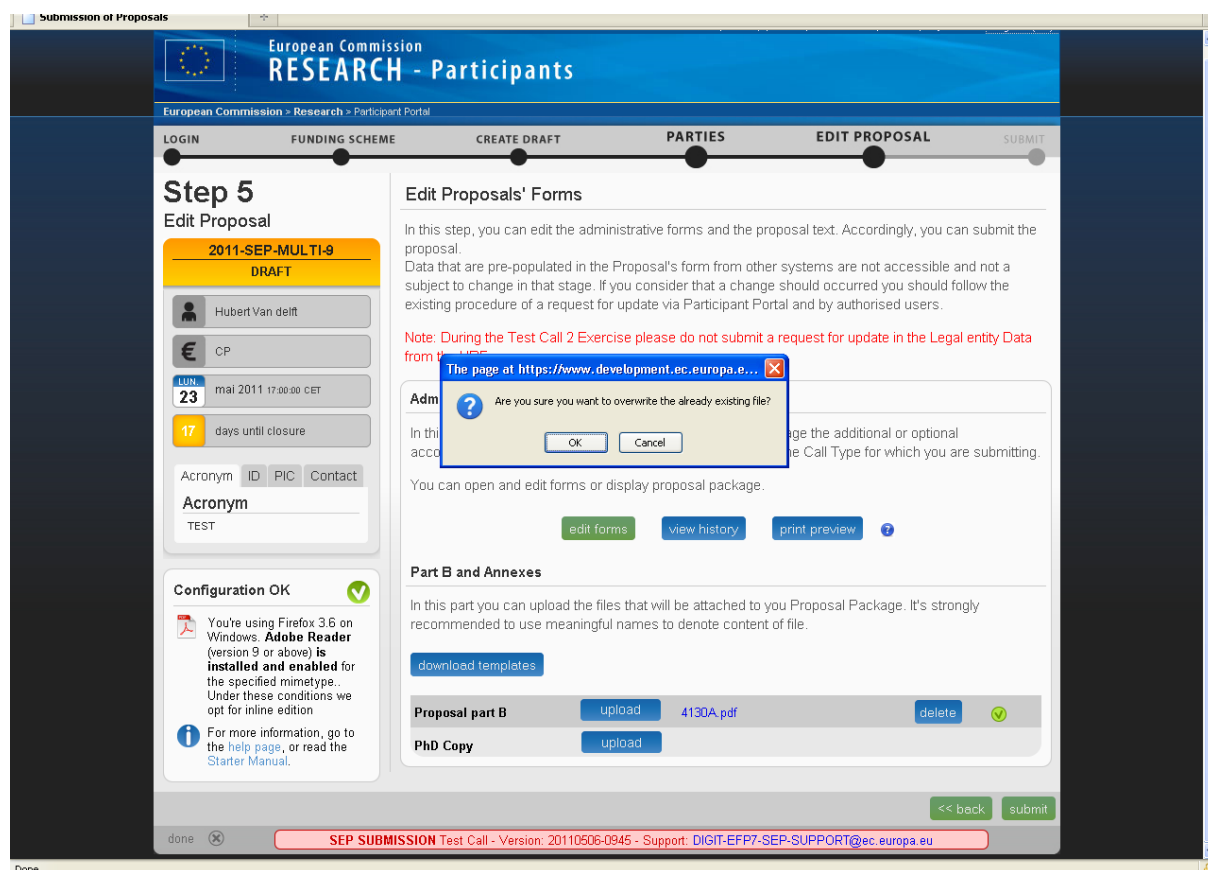 Submission of Proposals
European Commission
RESEARCH - Participants
European Commission > Research > Participant Portal
LOGIN
FUNDING SCHEME
CREATE DRAFT
PARTIES
EDIT PROPOSAL
SUBMIT
Step 5
Edit Proposal
2011-SEP-MULTI-9
DRAFT
Hubert Van delft
€ CP
LUN. 23 mai 2011 17:00:00 CET
17 days until closure
Acronym ID PIC Contact
Acronym
TEST
Configuration OK
You're using Firefox 3.6 on
Windows. Adobe Reader
(version 9 or above) is
installed and enabled for
the specified mimetype..
Under these conditions we
opt for inline edition
For more information, go to
the help page, or read the
Starter Manual.
Edit Proposals' Forms
In this step, you can edit the administrative forms and the proposal text. Accordingly, you can submit the
proposal.
Data that are pre-populated in the Proposal's form from other systems are not accessible and not a
subject to change in that stage. If you consider that a change should occurred you should follow the
existing procedure of a request for update via Participant Portal and by authorised users.
Note: During the Test Call 2 Exercise please do not submit a request for update in the Legal entity Data
from
The page at https://www.development.ec.europa.e...
Are you sure you want to overwrite the already existing file?
OK Cancel
Adm
In thi age the additional or optional
acco e Call Type for which you are submitting.
You can open and edit forms or display proposal package.
edit forms view history print preview ?
Part B and Annexes
In this part you can upload the files that will be attached to you Proposal Package. It's strongly
recommended to use meaningful names to denote content of file.
download templates
Proposal part B upload 4130A.pdf delete
PhD Copy upload
<< back submit
done
SEP SUBMISSION Test Call - Version: 20110506-0945 - Support: DIGIT-EFP7-SEP-SUPPORT@ec.europa.eu
Done